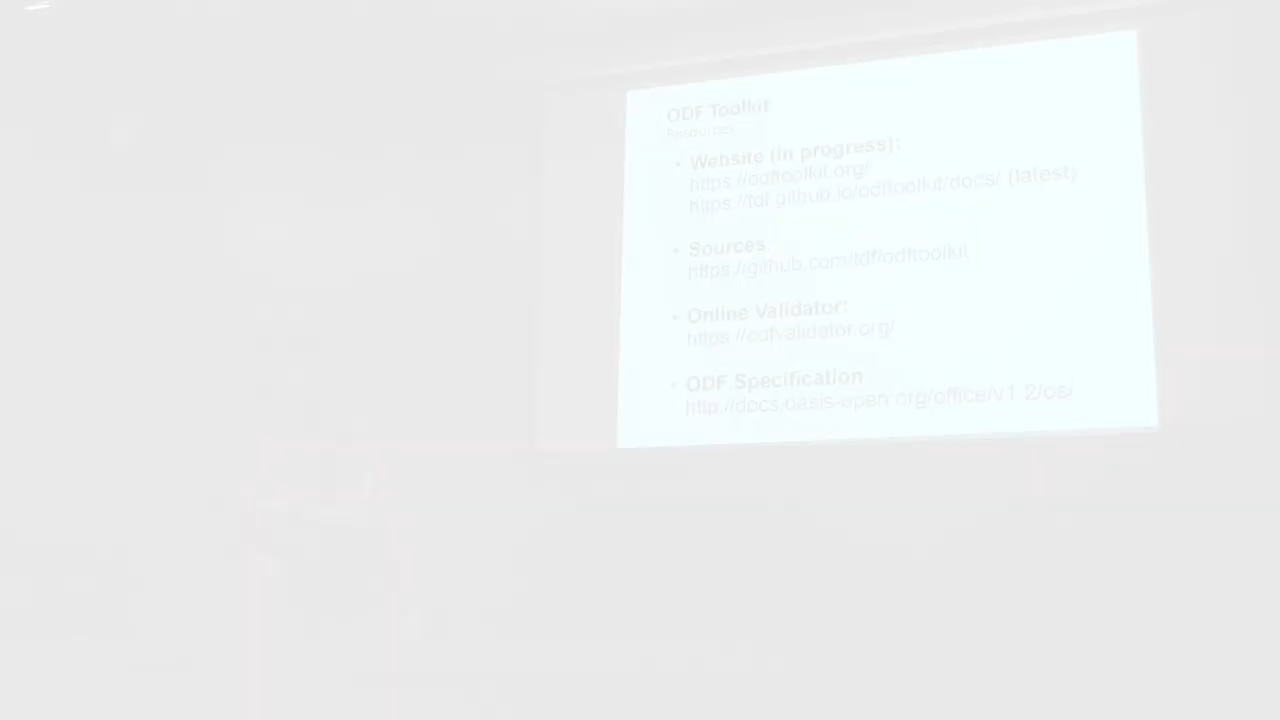 ODF Toolkit
Resources
• Website (in progress):
https://odftoolkit.org/
https://tdf.github.io/odftoolkit/docs/ (latest)
• Sources
https://github.com/tdf/odftoolkit
• Online Validator:
https://odfvalidator.org/
• ODF Specification
http://docs.oasis-open.org/office/v1.2/os/